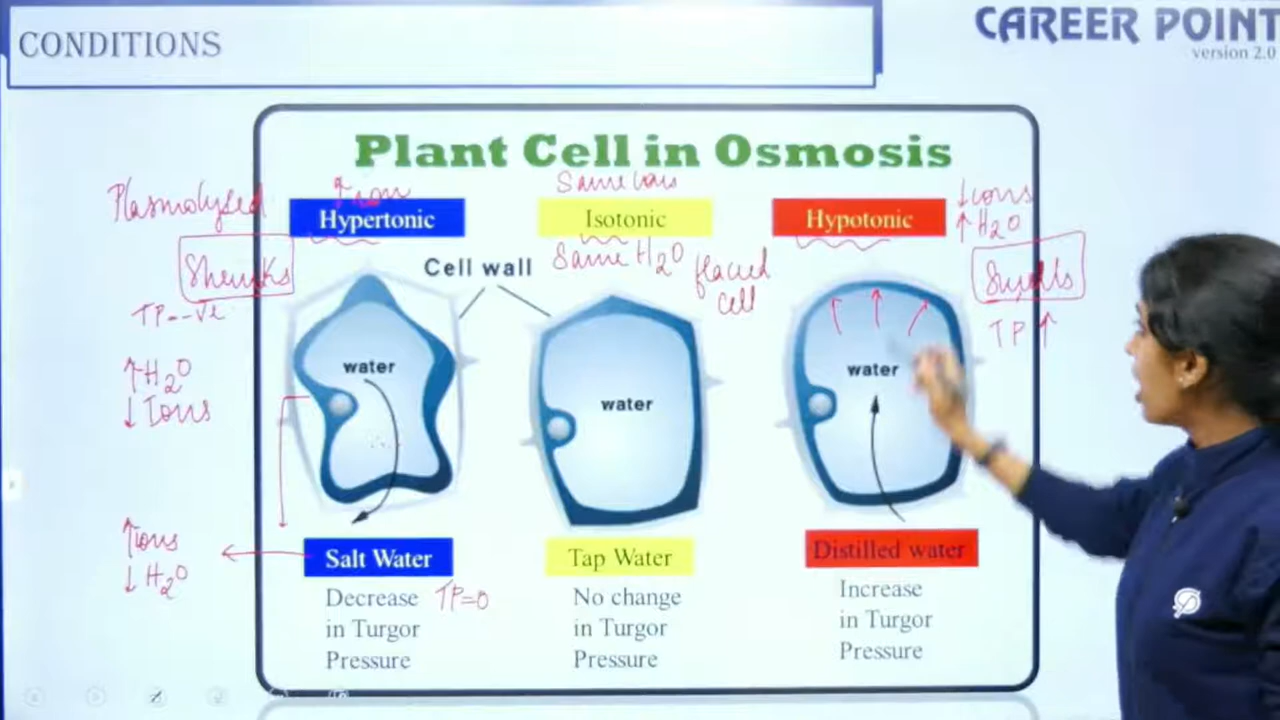 CONDITIONS
CAREER POINT
version 2.0
Plant Cell in Osmosis
Plasmolysed
↑ion
Hypertonic
Shrinks
TP=-ve
↑H2O
↓Ions
Same ions
Isotonic
Same H2O
flaccid
cell
Hypotonic
↓ions
↑H2O
Swells
TP↑
Cell wall
water
water
water
↑ions
↓H2O
Salt Water
Decrease TP=0
in Turgor
Pressure
Tap Water
No change
in Turgor
Pressure
Distilled water
Increase
in Turgor
Pressure